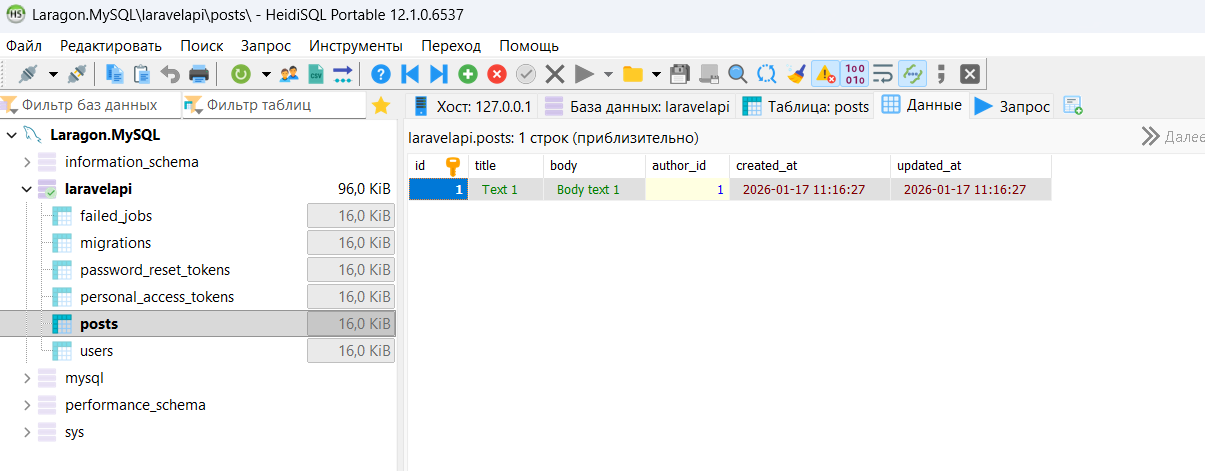 Laragon.MySQL\laravelapi\posts\ - HeidiSQL Portable 12.1.0.6537
Файл Редактировать Поиск Запрос Инструменты Переход Помощь
Фильтр баз данных Фильтр таблиц
Хост: 127.0.0.1 База данных: laravelapi Таблица: posts Данные Запрос
laravelapi.posts: 1 строк (приблизительно) Далее
id title body author_id created_at updated_at
1 Text 1 Body text 1 1 2026-01-17 11:16:27 2026-01-17 11:16:27
Laragon.MySQL
information_schema
laravelapi 96,0 KiB
failed_jobs 16,0 KiB
migrations 16,0 KiB
password_reset_tokens 16,0 KiB
personal_access_tokens 16,0 KiB
posts 16,0 KiB
users 16,0 KiB
mysql
performance_schema
sys